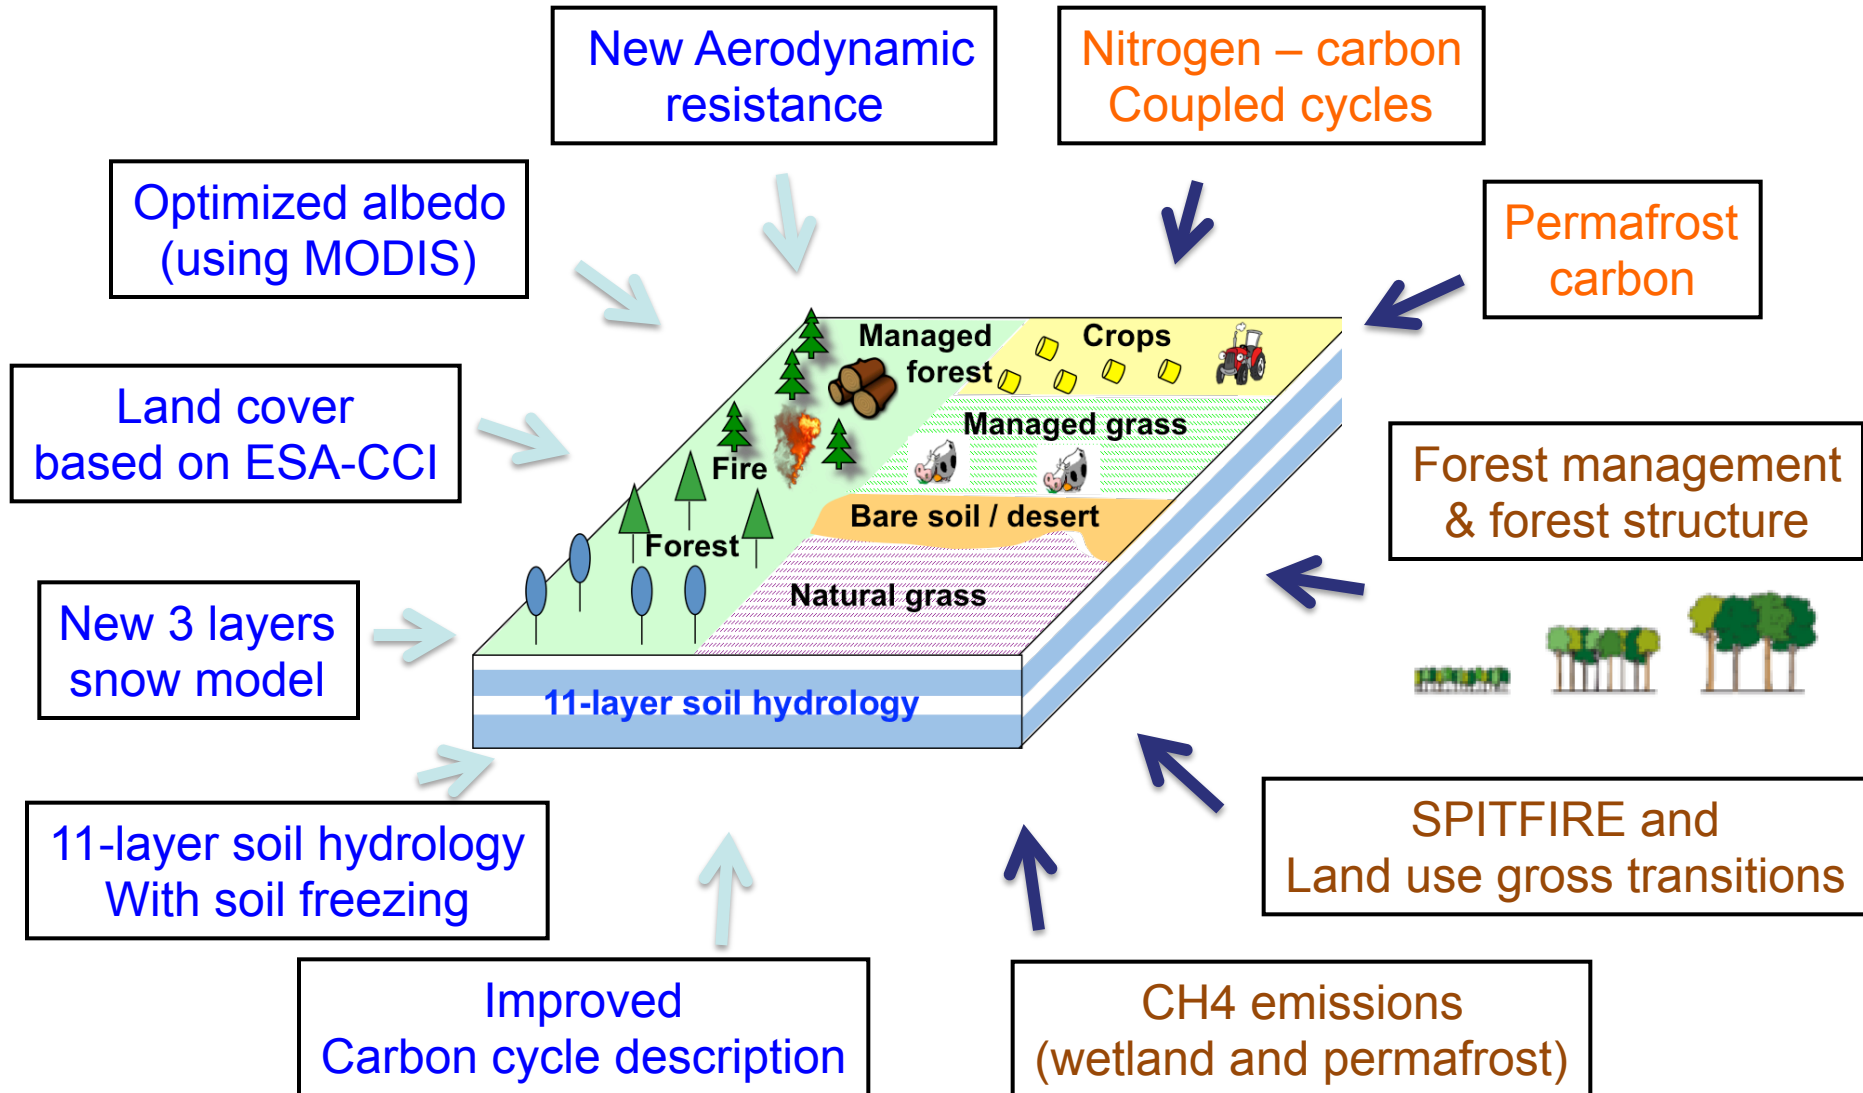 New Aerodynamic
resistance
Nitrogen – carbon
Coupled cycles
Optimized albedo
(using MODIS)
Permafrost
carbon
Land cover
based on ESA-CCI
Managed
forest
Crops
Managed grass
Fire
Bare soil / desert
Forest
Natural grass
11-layer soil hydrology
Forest management
& forest structure
New 3 layers
snow model
11-layer soil hydrology
With soil freezing
SPITFIRE and
Land use gross transitions
Improved
Carbon cycle description
CH4 emissions
(wetland and permafrost)